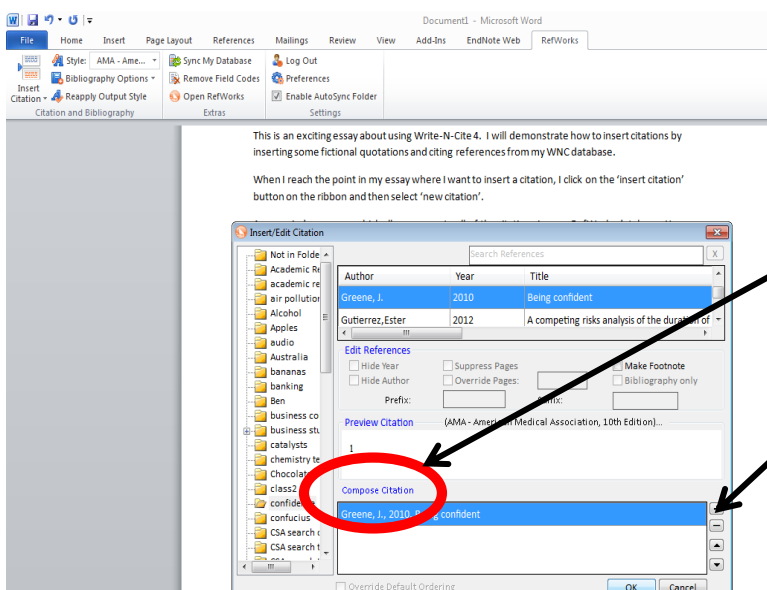 Document1 - Microsoft Word
File Home Insert Page Layout References Mailings Review View Add-Ins EndNote Web RefWorks
Insert Citation
Style: AMA - Ame...
Bibliography Options
Reapply Output Style
Citation and Bibliography
Sync My Database
Remove Field Codes
Open RefWorks
Extras
Log Out
Preferences
Enable AutoSync Folder
Settings
This is an exciting essay about using Write-N-Cite 4. I will demonstrate how to insert citations by
inserting some fictional quotations and citing references from my WNC database.
When I reach the point in my essay where I want to insert a citation, I click on the 'insert citation'
button on the ribbon and then select 'new citation'.
Insert/Edit Citation
Not in Folde
Academic Re
academic re
air pollution
Alcohol
Apples
audio
Australia
bananas
banking
Ben
business co
business stu
catalysts
chemistry te
Chocolat
class2
confide
confucius
CSA search
CSA search t
Search References X
Author Year Title
Greene, J. 2010 Being confident
Gutierrez,Ester 2012 A competing risks analysis of the duration of
Edit References
Hide Year Suppress Pages Make Footnote
Hide Author Override Pages: Bibliography only
Prefix:
Preview Citation (AMA - American Medical Association, 10th Edition)...
1
Compose Citation
Greene, J., 2010, Being confident
Override Default Ordering
OK Cancel